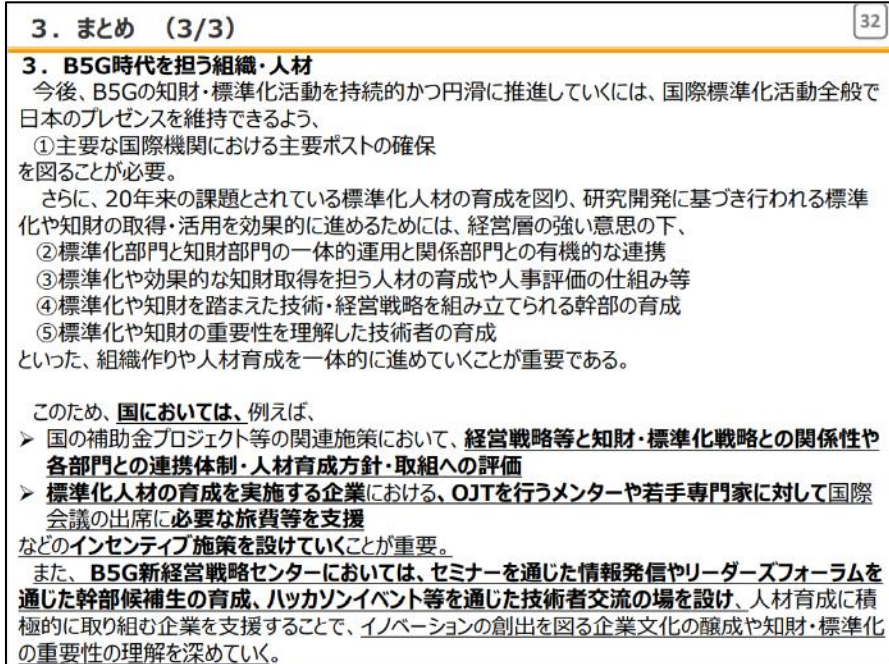 3．まとめ （3/3）
32
3．B5G時代を担う組織・人材
今後、B5Gの知財・標準化活動を持続的かつ円滑に推進していくには、国際標準化活動全般で
日本のプレゼンスを維持できるよう、
①主要な国際機関における主要ポストの確保
を図ることが必要。
さらに、20年来の課題とされている標準化人材の育成を図り、研究開発に基づき行われる標準
化や知財の取得・活用を効果的に進めるためには、経営層の強い意思の下、
②標準化部門と知財部門の一体的運用と関係部門との有機的な連携
③標準化や効果的な知財取得を担う人材の育成や人事評価の仕組み等
④標準化や知財を踏まえた技術・経営戦略を組み立てられる幹部の育成
⑤標準化や知財の重要性を理解した技術者の育成
といった、組織作りや人材育成を一体的に進めていくことが重要である。
このため、国においては、例えば、
➢ 国の補助金プロジェクト等の関連施策において、経営戦略等と知財・標準化戦略との関係性や
各部門との連携体制・人材育成方針・取組への評価
➢ 標準化人材の育成を実施する企業における、OJTを行うメンターや若手専門家に対して国際
会議の出席に必要な旅費等を支援
などのインセンティブ施策を設けていくことが重要。
また、B5G新経営戦略センターにおいては、セミナーを通じた情報発信やリーダーズフォーラムを
通じた幹部候補生の育成、ハッカソンイベント等を通じた技術者交流の場を設け、人材育成に積
極的に取り組む企業を支援することで、イノベーションの創出を図る企業文化の醸成や知財・標準化
の重要性の理解を深めていく。